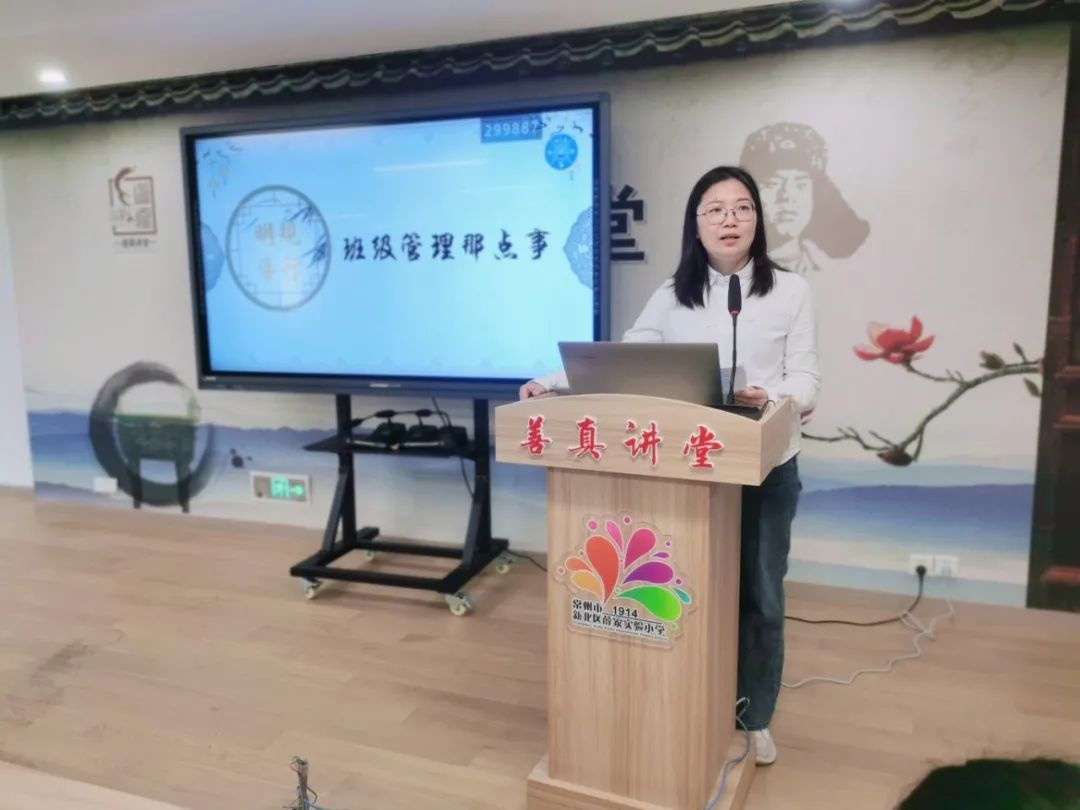 299887
明规
班级管理那点事
堂
善真讲堂
常州市 1914
新北区薛家实验小学